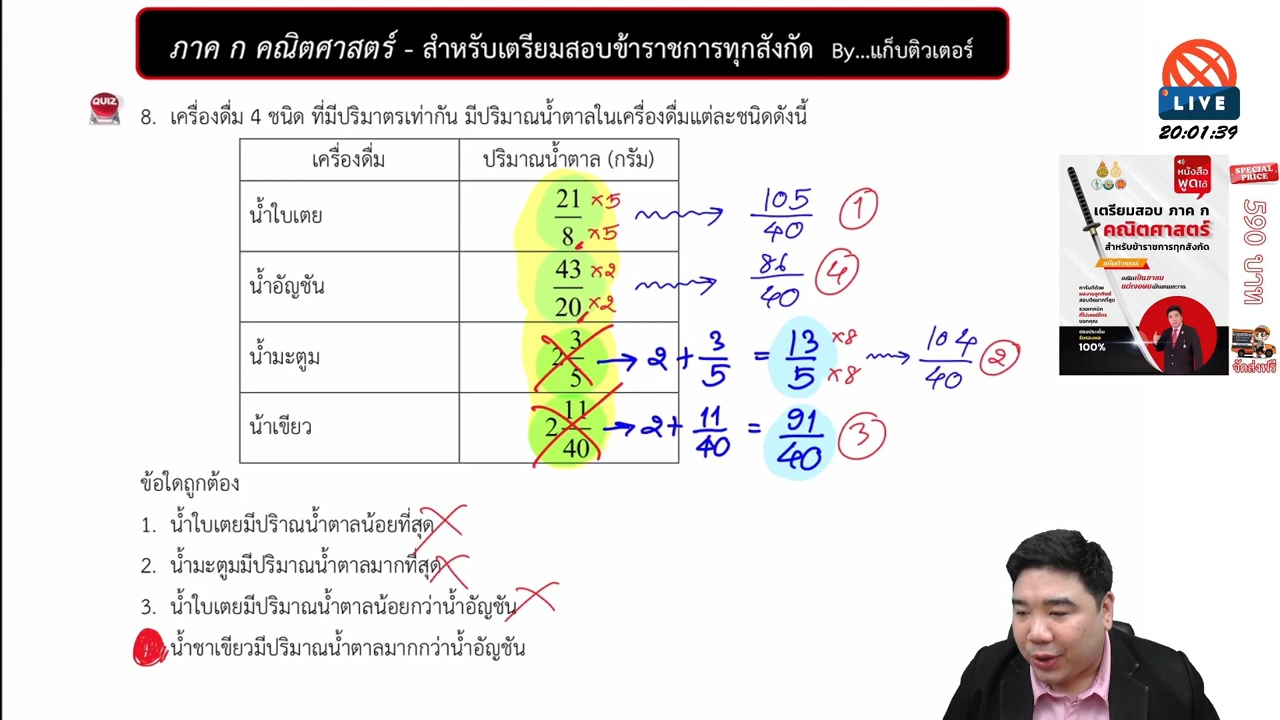 ภาค ก คณิตศาสตร์ - สำหรับเตรียมสอบข้าราชการทุกสังกัด By...แก็บติวเตอร์
LIVE
20:01:39
QUIZ
8. เครื่องดื่ม 4 ชนิด ที่มีปริมาตรเท่ากัน มีปริมาณน้ำตาลในเครื่องดื่มแต่ละชนิดดังนี้
เครื่องดื่ม ปริมาณน้ำตาล (กรัม)
น้ำใบเตย 21/8 ×5 ×5 105/40 1
น้ำอัญชัน 43/20 ×2 ×2 86/40 4
น้ำมะตูม 2 3/5 → 2 + 3/5 = 13/5 ×8 ×8 → 104/40 2
น้าเขียว 2 11/40 → 2 + 11/40 = 91/40 3
ข้อใดถูกต้อง
1. น้ำใบเตยมีปริาณน้ำตาลน้อยที่สุด
2. น้ำมะตูมมีปริมาณน้ำตาลมากที่สุด
3. น้ำใบเตยมีปริมาณน้ำตาลน้อยกว่าน้ำอัญชัน
น้ำชาเขียวมีปริมาณน้ำตาลมากกว่าน้ำอัญชัน
หนังสือ
พูดได้
เตรียมสอบ ภาค ก
คณิตศาสตร์
สำหรับข้าราชการทุกสังกัด
แก็บติวเตอร์
100%
SPECIAL
PRICE
590 บาท
จัดส่งฟรี